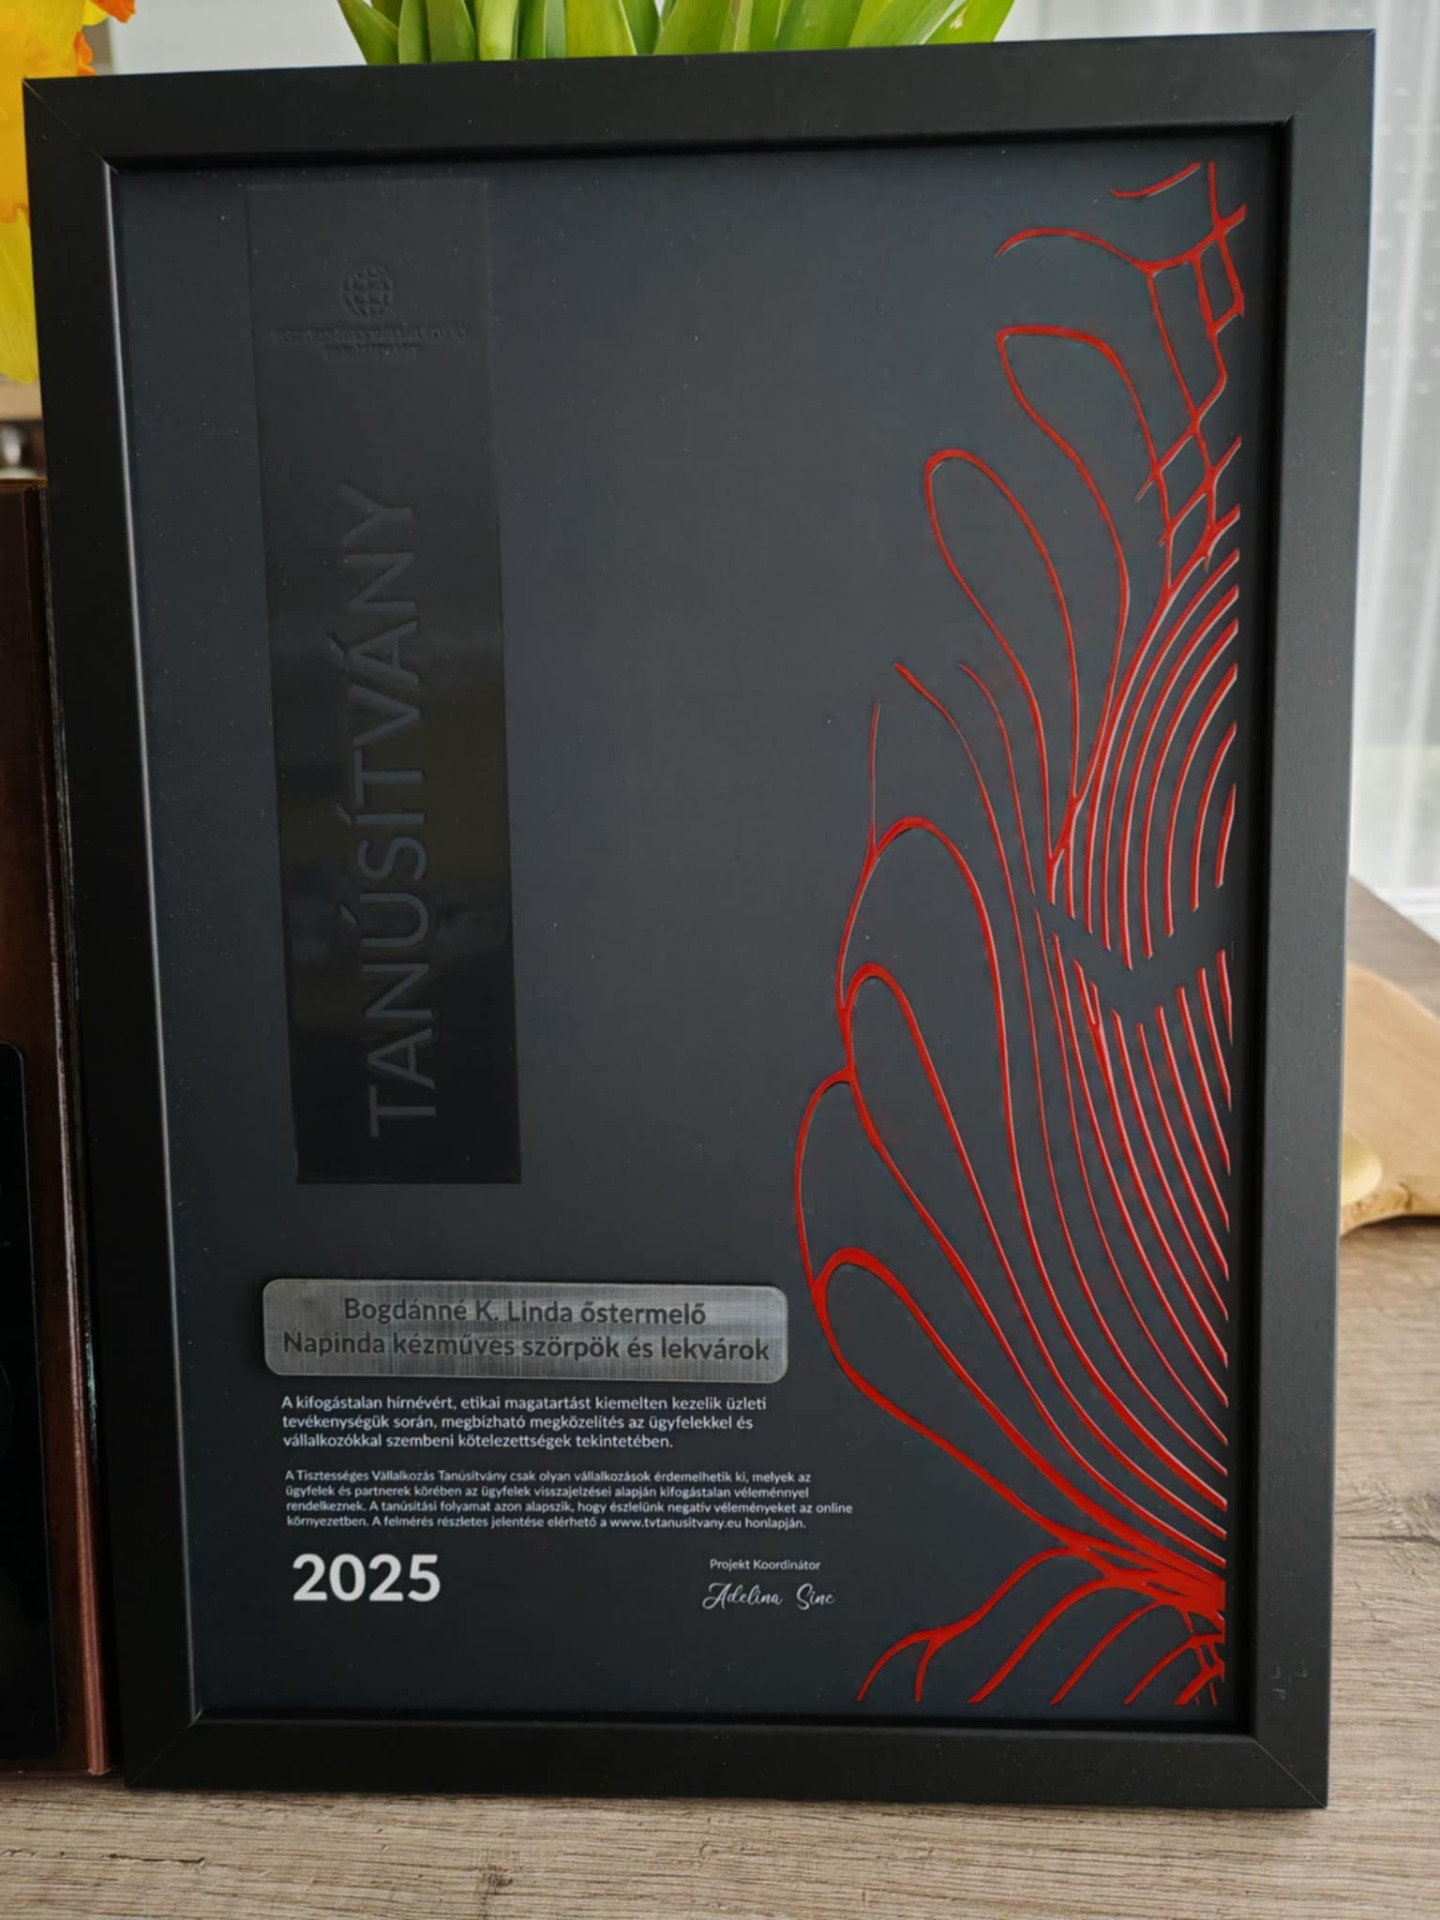 TISZTESSÉGES VÁLLALKOZÁS
TANÚSÍTVÁNY
TANÚSÍTVÁNY
Bogdánné K. Linda őstermelő
Napinda kézműves szörpök és lekvárok
A kifogástalan hírnévért, etikai magatartást kiemelten kezelik üzleti
tevékenységük során, megbízható megközelítés az ügyfelekkel és
vállalkozókkal szembeni kötelezettségek tekintetében.
A Tisztességes Vállalkozás Tanúsítvány csak olyan vállalkozások érdemelhetik ki, melyek az
ügyfelek és partnerek körében az ügyfelek visszajelzései alapján kifogástalan véleménnyel
rendelkeznek. A tanúsítási folyamat azon alapszik, hogy észlelünk negatív véleményeket az online
környezetben. A felmérés részletes jelentése elérhető a www.tvtanusitvany.eu honlapján.
2025
Projekt Koordinátor
Adelina Sinc